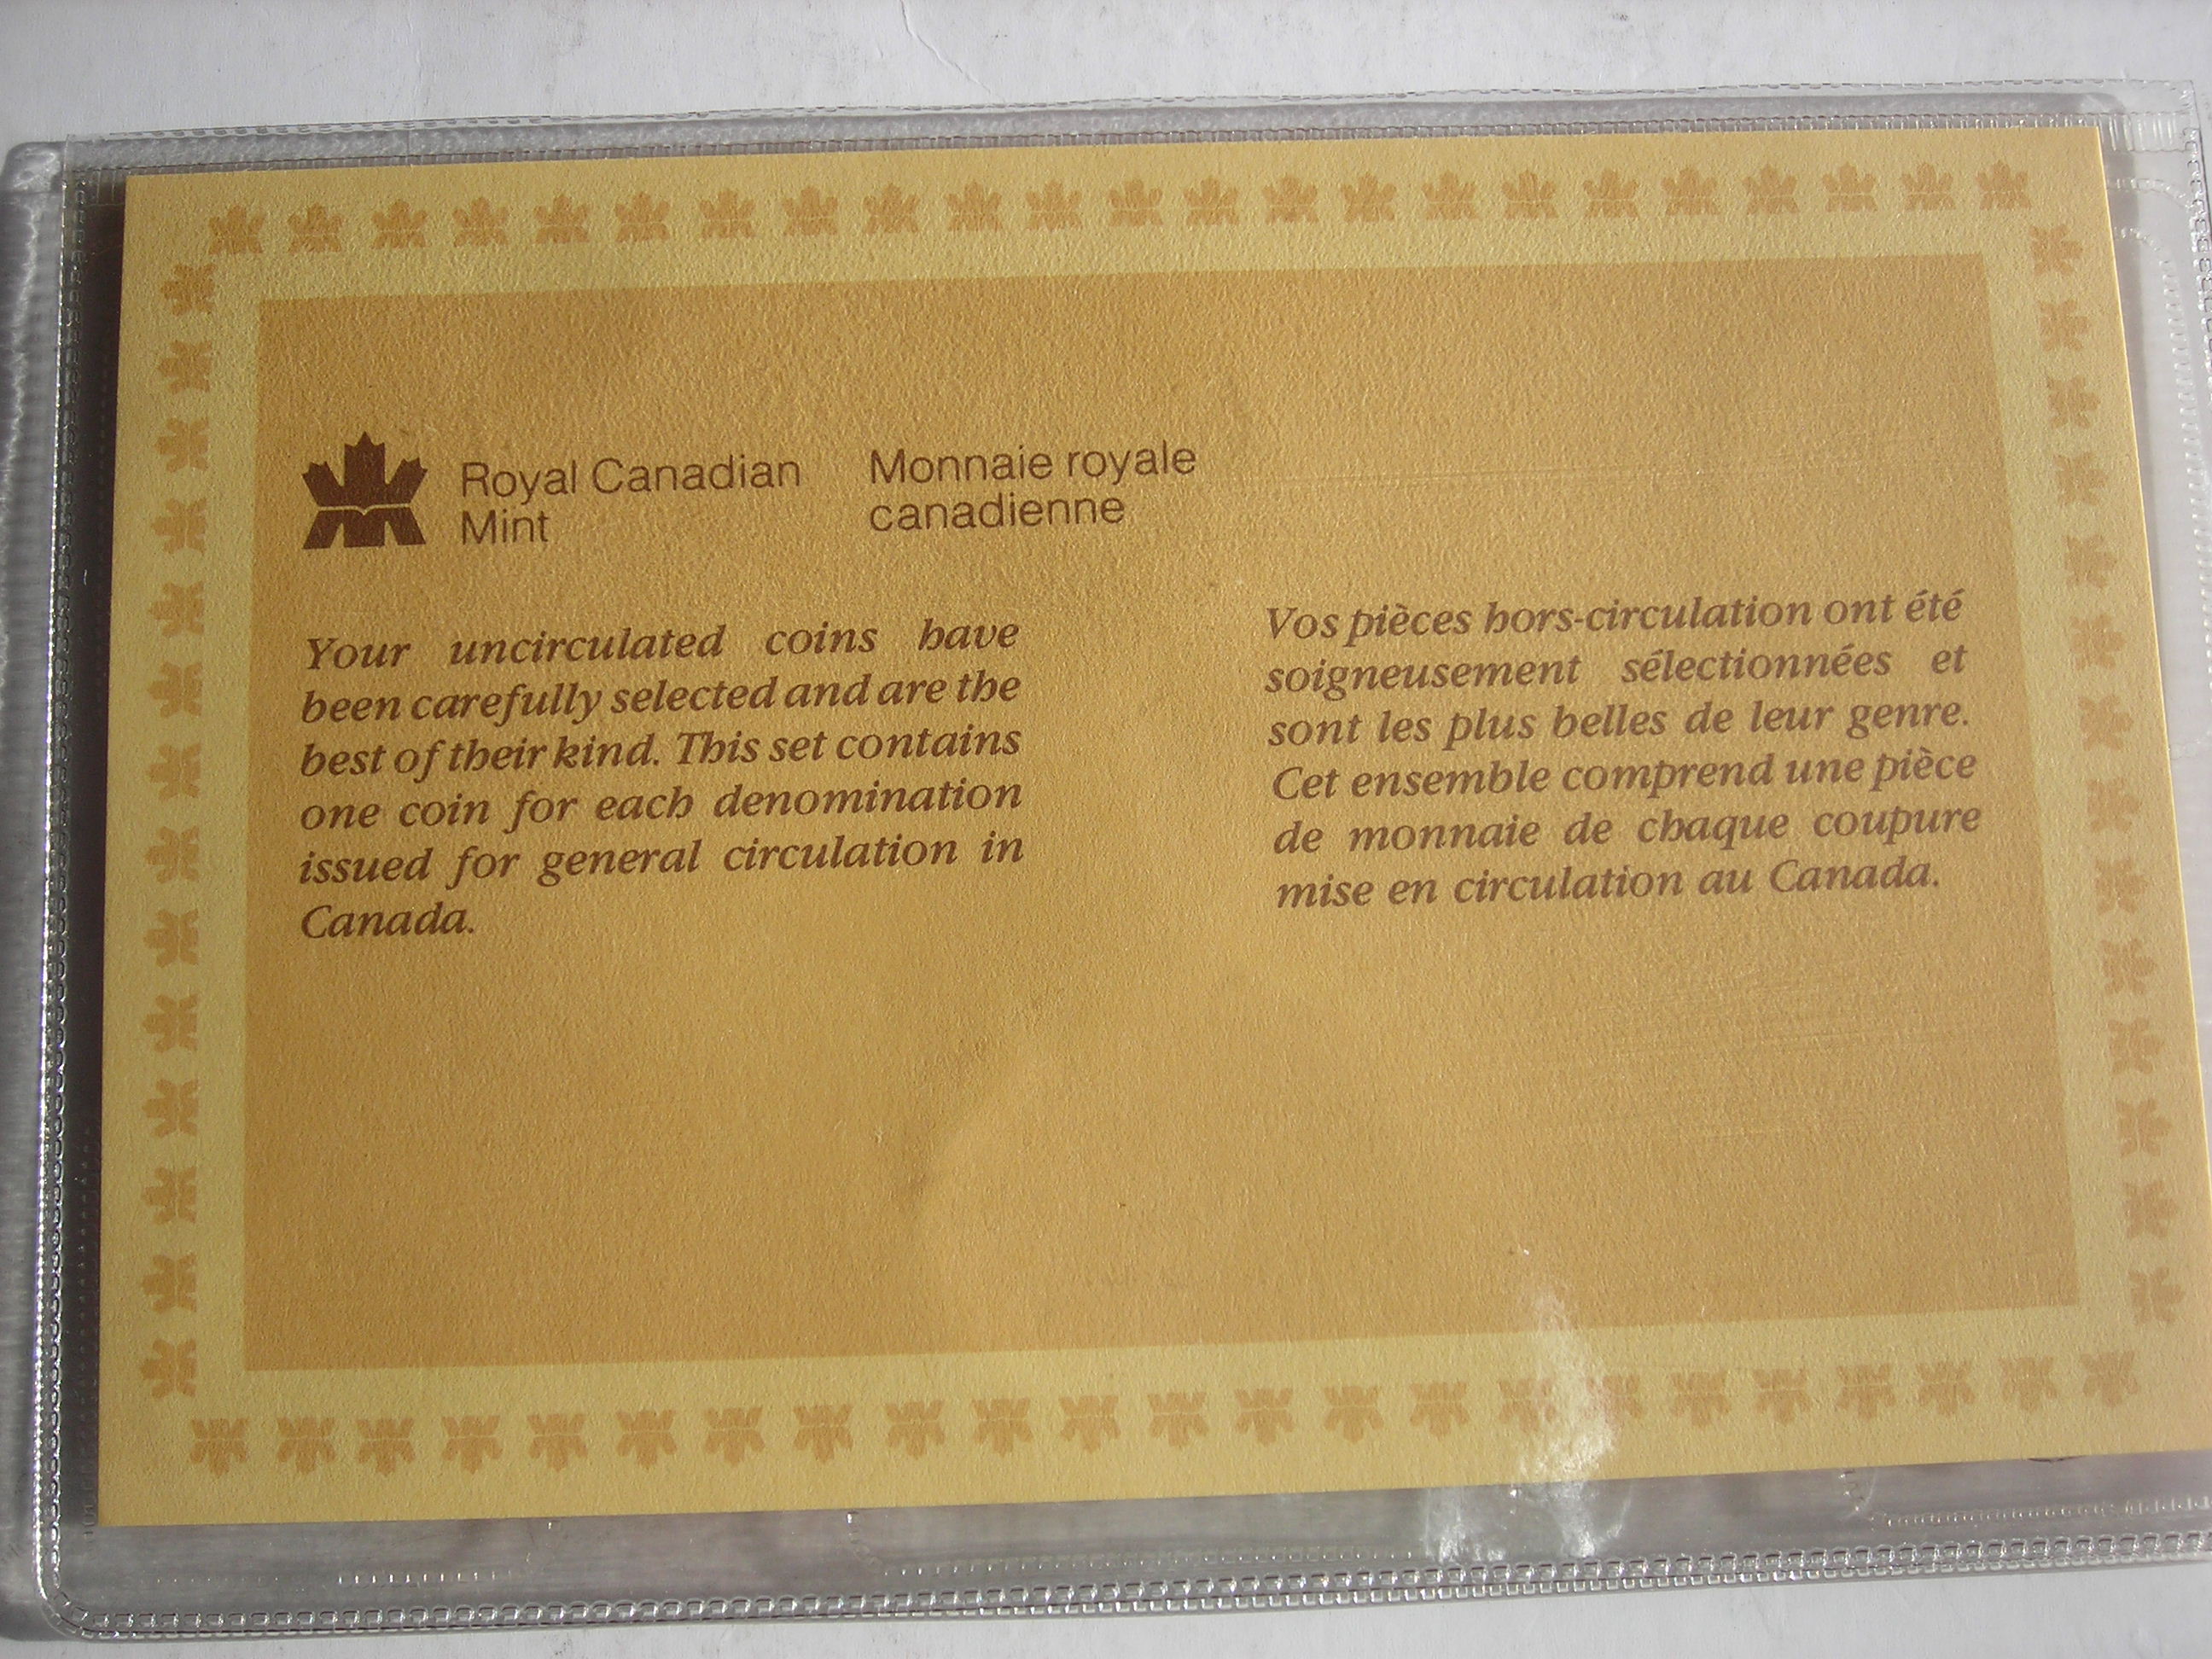 Royal Canadian
Mint
Monnaie royale
canadienne
Your uncirculated coins have
been carefully selected and are the
best of their kind. This set contains
one coin for each denomination
issued for general circulation in
Canada.
Vos pièces hors-circulation ont été
soigneusement sélectionnées et
sont les plus belles de leur genre.
Cet ensemble comprend une pièce
de monnaie de chaque coupure
mise en circulation au Canada.